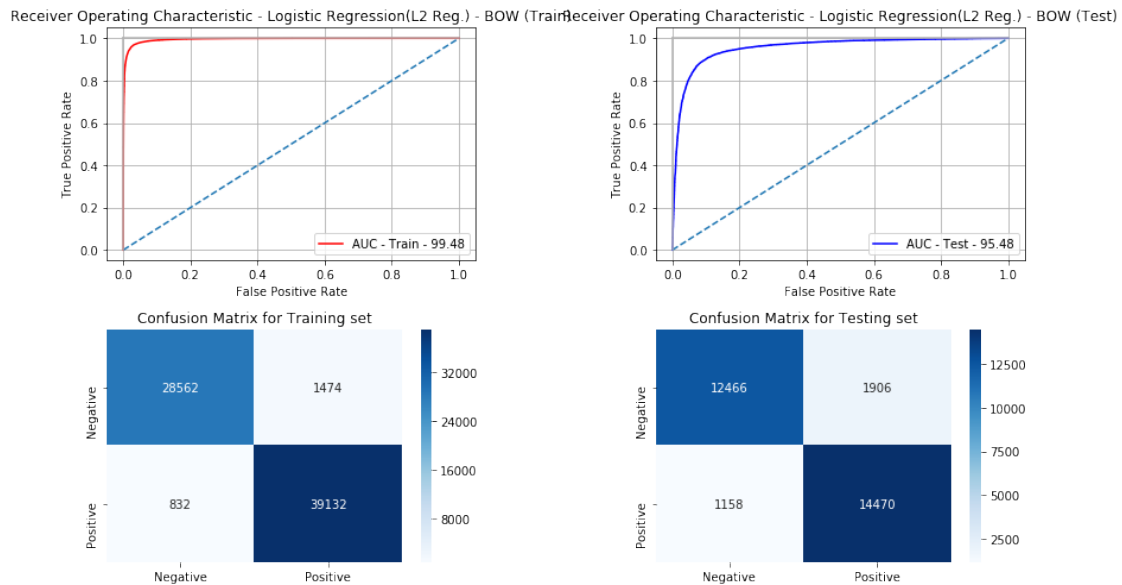 Receiver Operating Characteristic - Logistic Regression(L2 Reg.) - BOW (Train)
1.0
0.8
0.6
0.4
0.2
0.0
True Positive Rate
AUC - Train - 99.48
0.0 0.2 0.4 0.6 0.8 1.0
False Positive Rate
Receiver Operating Characteristic - Logistic Regression(L2 Reg.) - BOW (Test)
1.0
0.8
0.6
0.4
0.2
0.0
True Positive Rate
AUC - Test - 95.48
0.0 0.2 0.4 0.6 0.8 1.0
False Positive Rate
Confusion Matrix for Training set
Negative
28562 1474
Positive
832 39132
Negative Positive
32000
24000
16000
8000
Confusion Matrix for Testing set
Negative
12466 1906
Positive
1158 14470
Negative Positive
12500
10000
7500
5000
2500